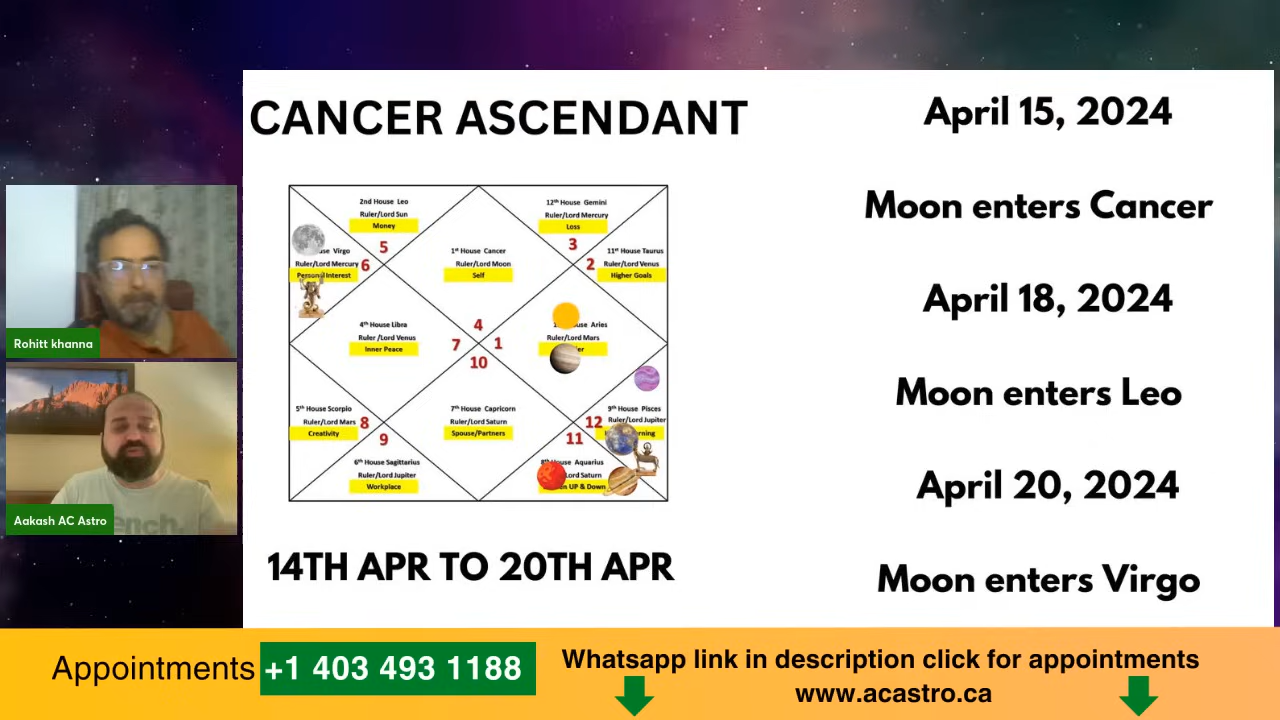 CANCER ASCENDANT
2nd House Leo
Ruler/Lord Sun
Money
5
12th House Gemini
Ruler/Lord Mercury
Loss
3
Virgo
Ruler/Lord Mercury
Personal Interest
6
1st House Cancer
Ruler/Lord Moon
Self
11th House Taurus
Ruler/Lord Venus
Higher Goals
2
4th House Libra
Ruler /Lord Venus
Inner Peace
4
7
1
10
Aries
Ruler/Lord Mars
5th House Scorpio
Ruler/Lord Mars
Creativity
8
7th House Capricorn
Ruler/Lord Saturn
Spouse/Partners
9th House Pisces
Ruler/Lord Jupiter
12
9
6th House Sagittarius
Ruler/Lord Jupiter
Workplace
11
House Aquarius
Lord Saturn
UP & Down
14TH APR TO 20TH APR
April 15, 2024
Moon enters Cancer
April 18, 2024
Moon enters Leo
April 20, 2024
Moon enters Virgo
Rohitt khanna
Aakash AC Astro
Appointments +1 403 493 1188
Whatsapp link in description click for appointments
www.acastro.ca